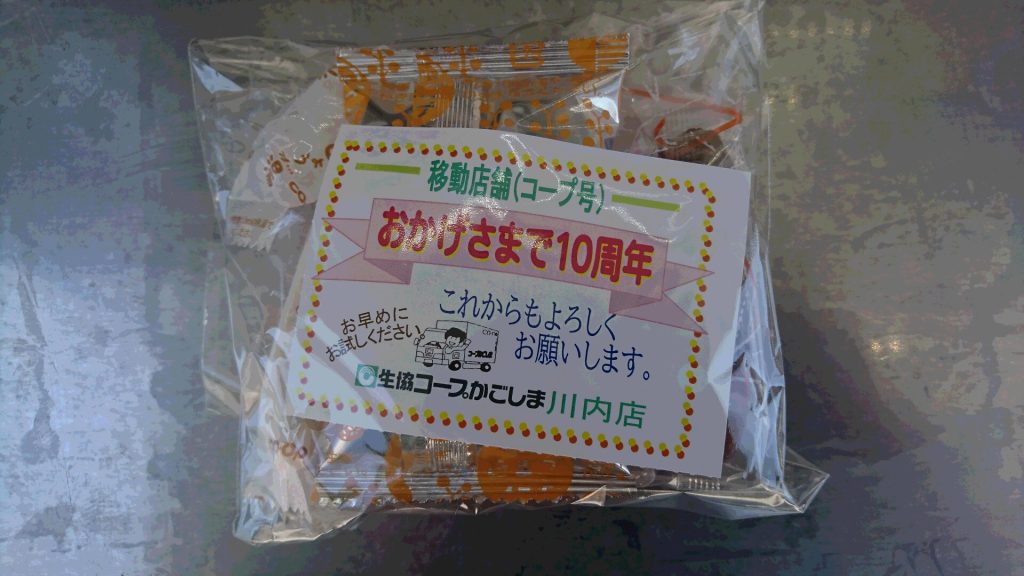 移動店舗(コープ号)
おかげさまで10周年
これからもよろしく
お願いします。
お早めに
お試しください
生協コープかごしま川内店